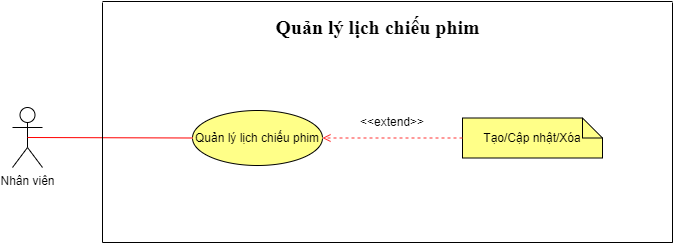 Quản lý lịch chiếu phim
<<extend>>
Quản lý lịch chiếu phim
Tạo/Cập nhật/Xóa
Nhân viên